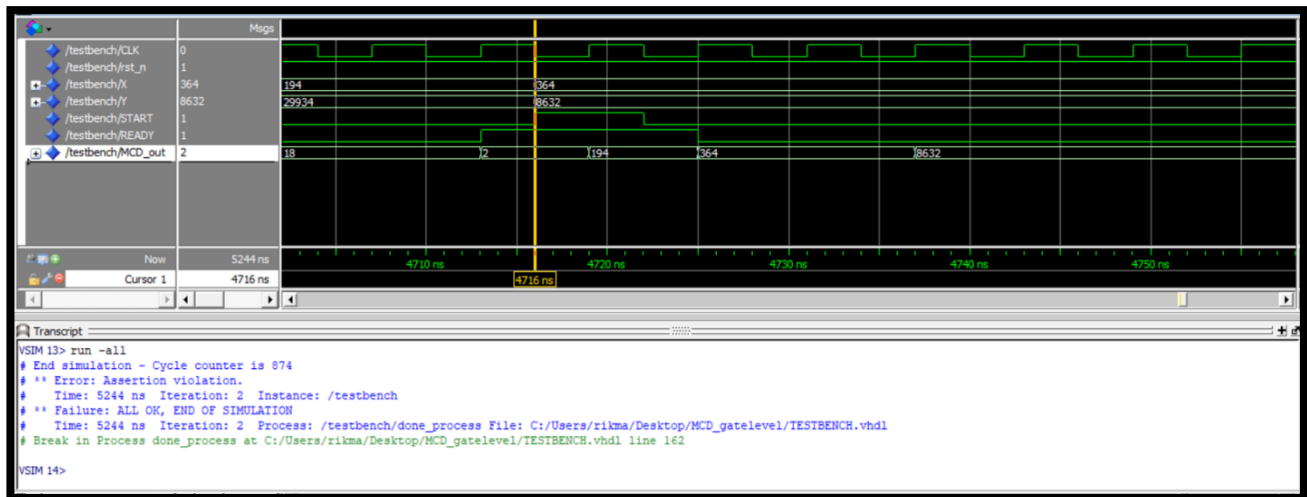 Msgs
/testbench/CLK 0
/testbench/rst_n 1
/testbench/X 364 194 364
/testbench/Y 8632 29934 8632
/testbench/START 1
/testbench/READY 1
/testbench/MCD_out 2 18 2 194 364 8632
Now 5244 ns 4710 ns 4720 ns 4730 ns 4740 ns 4750 ns
Cursor 1 4716 ns 4716 ns
Transcript
VSIM 13> run -all
# End simulation - Cycle counter is 874
# ** Error: Assertion violation.
# Time: 5244 ns Iteration: 2 Instance: /testbench
# ** Failure: ALL OK, END OF SIMULATION
# Time: 5244 ns Iteration: 2 Process: /testbench/done_process File: C:/Users/rikma/Desktop/MCD_gatelevel/TESTBENCH.vhdl
# Break in Process done_process at C:/Users/rikma/Desktop/MCD_gatelevel/TESTBENCH.vhdl line 162
VSIM 14>